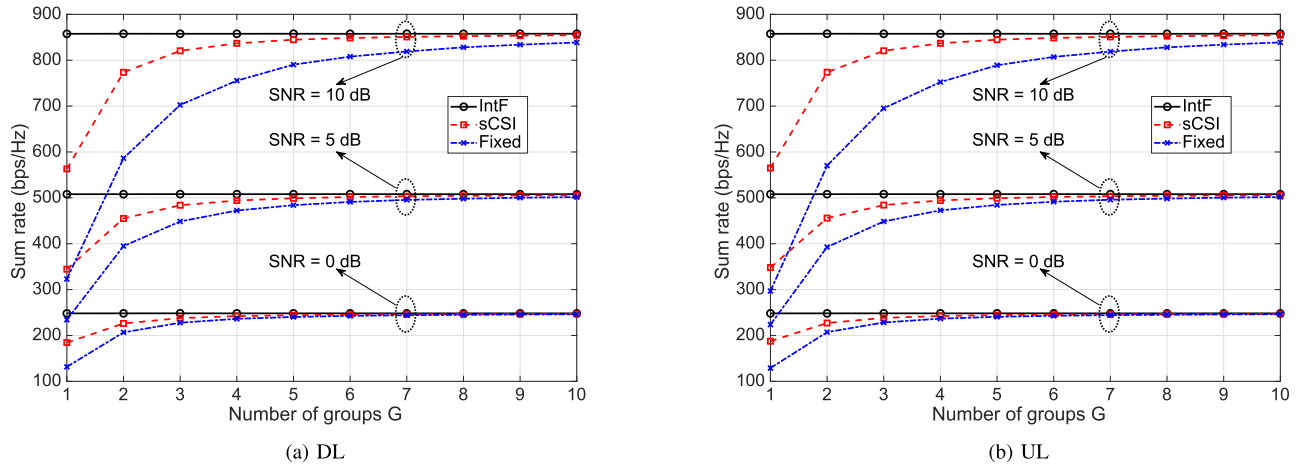 900
800
700
600
500
400
300
200
100
Sum rate (bps/Hz)
SNR = 10 dB
IntF
sCSI
Fixed
SNR = 5 dB
SNR = 0 dB
1 2 3 4 5 6 7 8 9 10
Number of groups G
(a) DL
900
800
700
600
500
400
300
200
100
Sum rate (bps/Hz)
SNR = 10 dB
IntF
sCSI
Fixed
SNR = 5 dB
SNR = 0 dB
1 2 3 4 5 6 7 8 9 10
Number of groups G
(b) UL